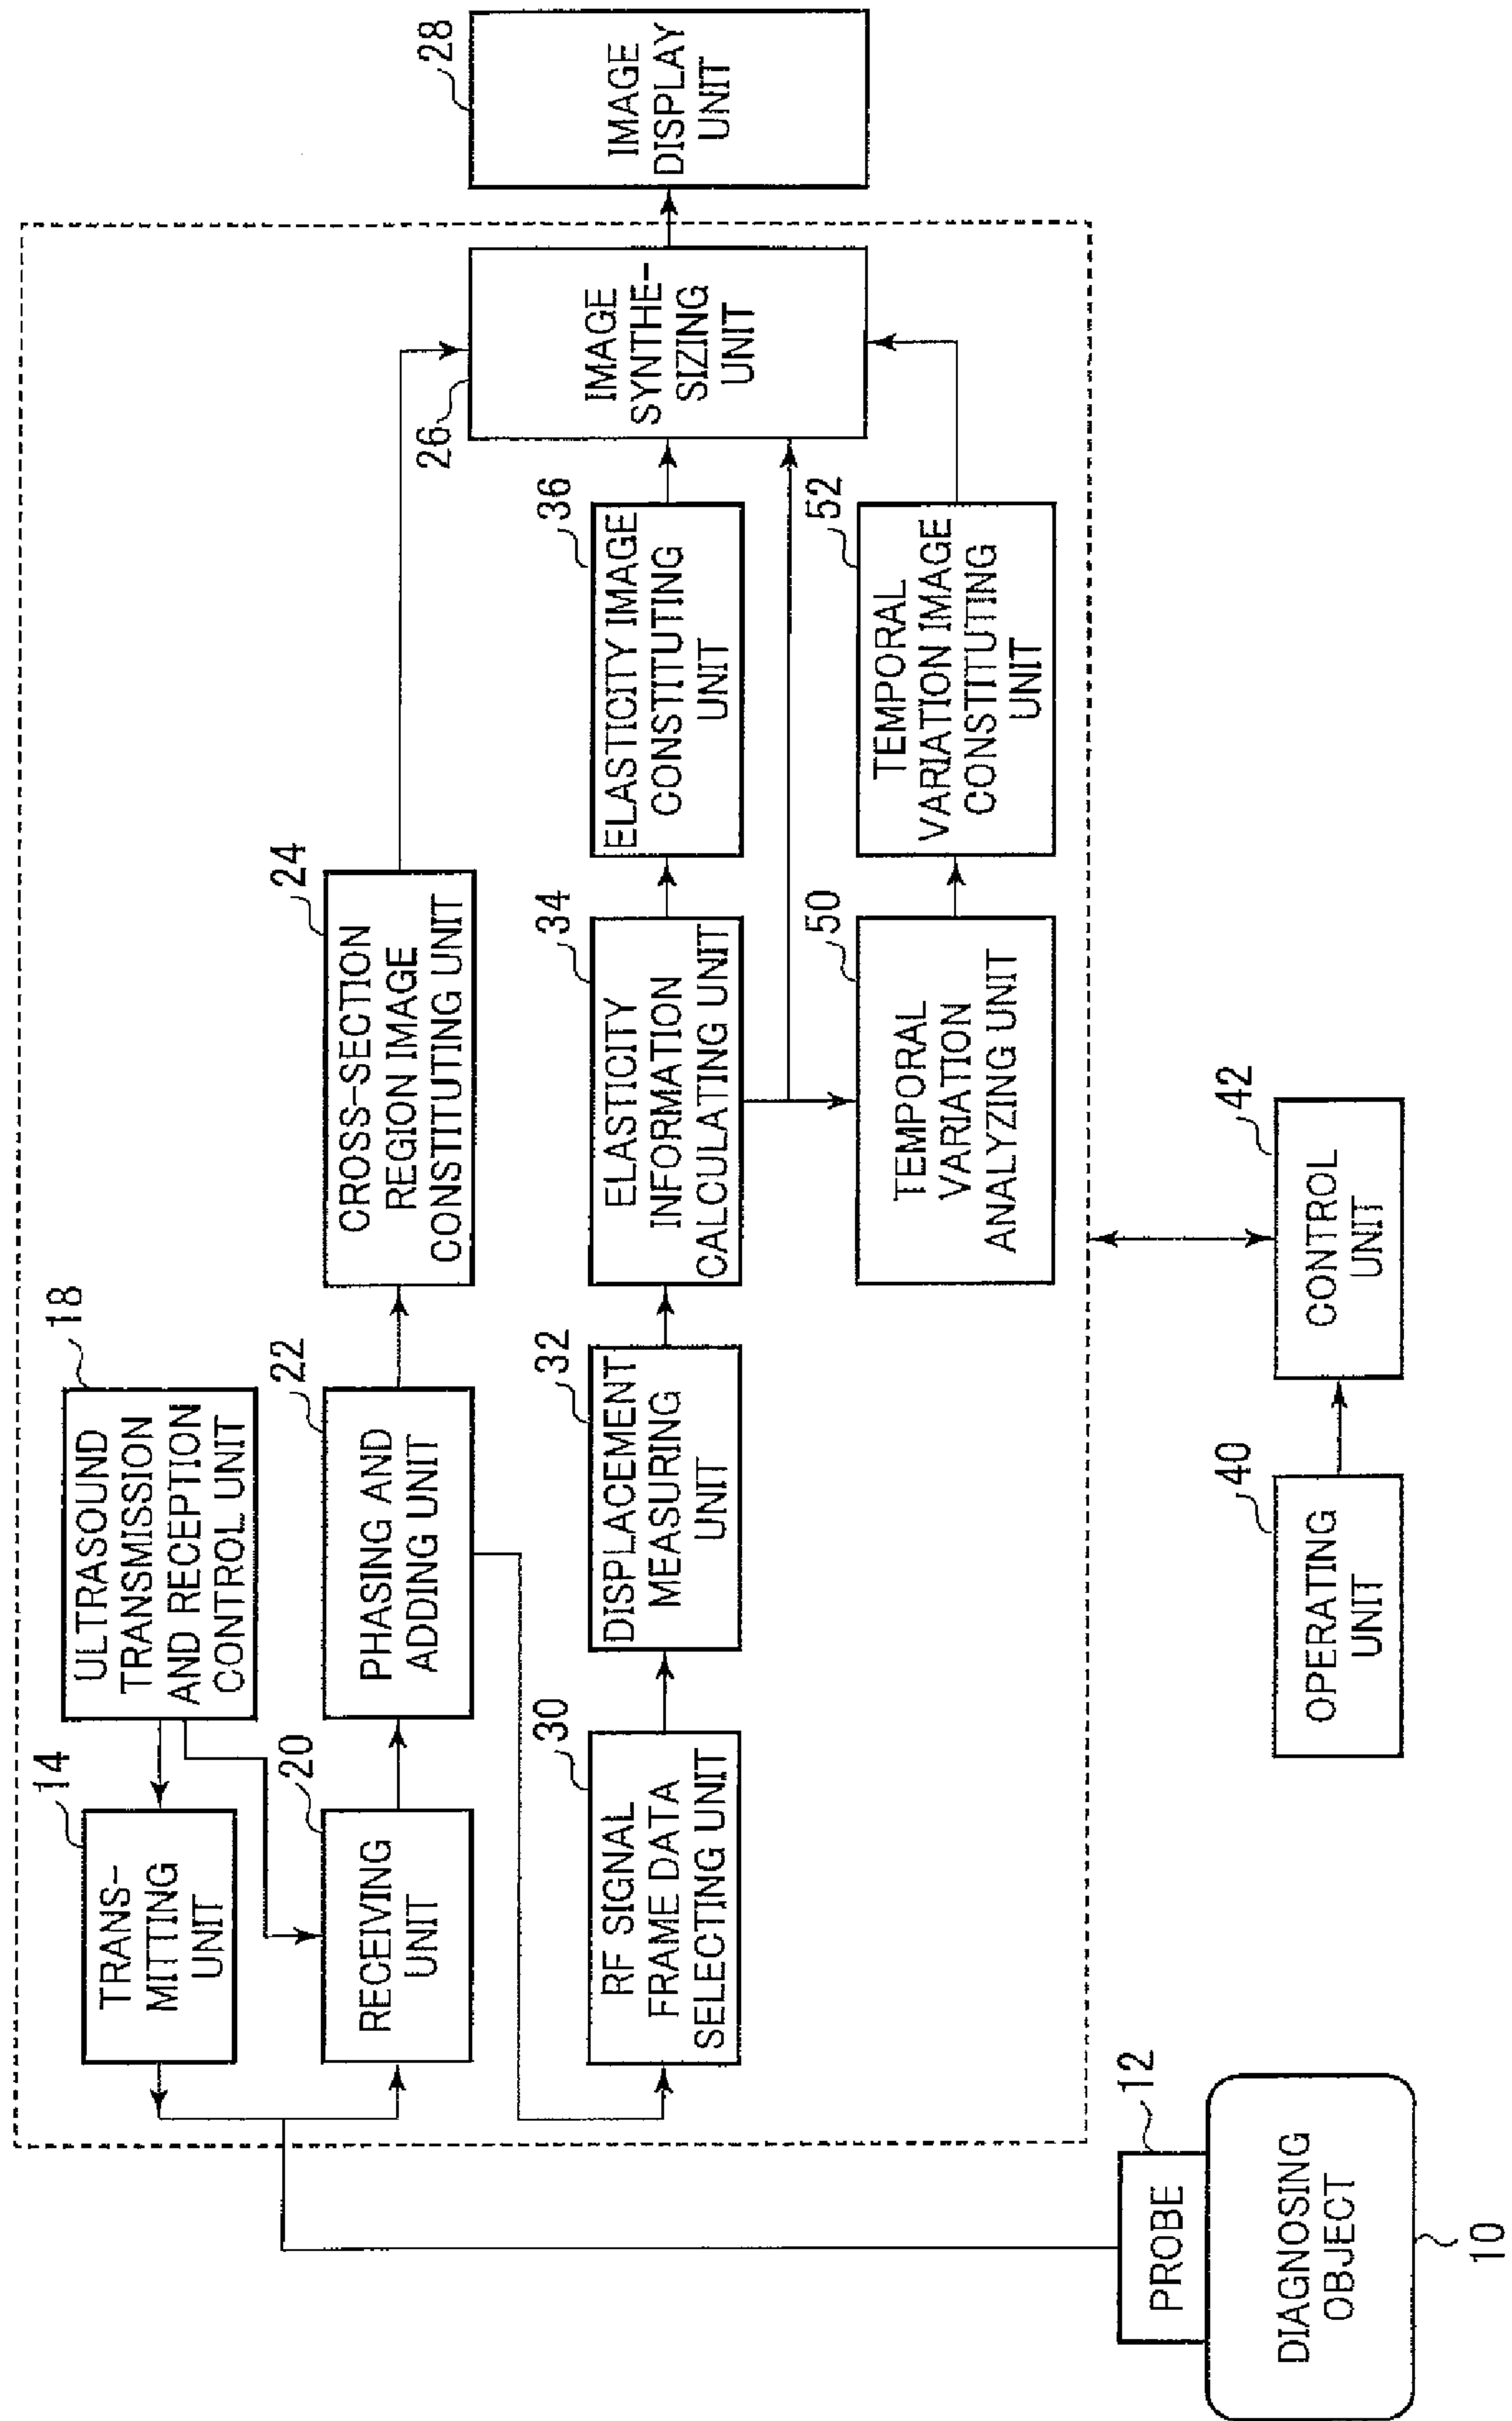 18
ULTRASOUND
TRANSMISSION
AND RECEPTION
CONTROL UNIT
14
TRANS-
MITTING
UNIT
20
RECEIVING
UNIT
22
PHASING AND
ADDING UNIT
24
CROSS-SECTION
REGION IMAGE
CONSTITUTING UNIT
26
IMAGE
SYNTHE-
SIZING
UNIT
28
IMAGE
DISPLAY
UNIT
30
RF SIGNAL
FRAME DATA
SELECTING UNIT
32
DISPLACEMENT
MEASURING
UNIT
34
ELASTICITY
INFORMATION
CALCULATING UNIT
36
ELASTICITY IMAGE
CONSTITUTING
UNIT
50
TEMPORAL
VARIATION
ANALYZING UNIT
52
TEMPORAL
VARIATION IMAGE
CONSTITUTING
UNIT
12
PROBE
DIAGNOSING
OBJECT
10
40
OPERATING
UNIT
42
CONTROL
UNIT